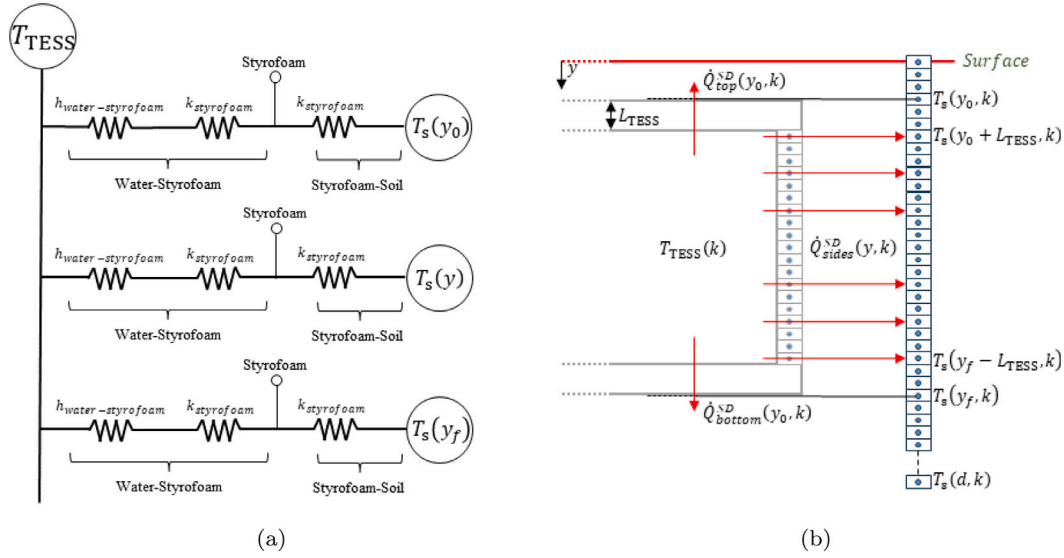 T_TESS
Styrofoam
h_water−styrofoam k_styrofoam k_styrofoam
T_s(y_0)
Water-Styrofoam Styrofoam-Soil
Styrofoam
h_water−styrofoam k_styrofoam k_styrofoam
T_s(y)
Water-Styrofoam Styrofoam-Soil
Styrofoam
h_water−styrofoam k_styrofoam k_styrofoam
T_s(y_f)
Water-Styrofoam Styrofoam-Soil
(a)
y
Surface
Q̇_top^SD(y_0, k)
T_s(y_0, k)
L_TESS
T_s(y_0 + L_TESS, k)
T_TESS(k)
Q̇_sides^SD(y, k)
T_s(y_f − L_TESS, k)
T_s(y_f, k)
Q̇_bottom^SD(y_0, k)
T_s(d, k)
(b)